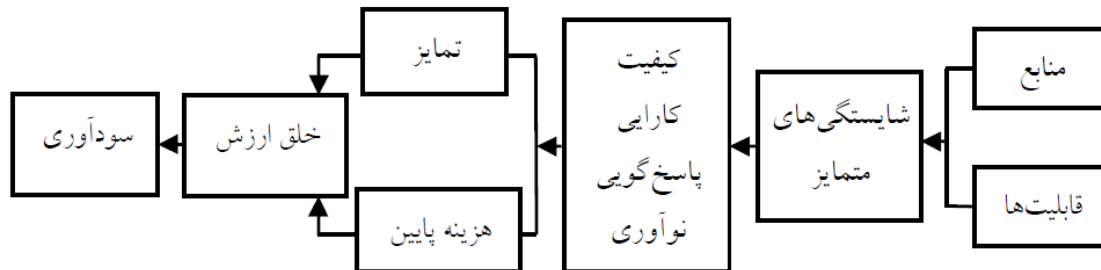 منابع
قابلیت‌ها
شایستگی‌های
متمایز
کیفیت
کارایی
پاسخ‌گویی
نوآوری
تمایز
هزینه پایین
خلق ارزش
سودآوری